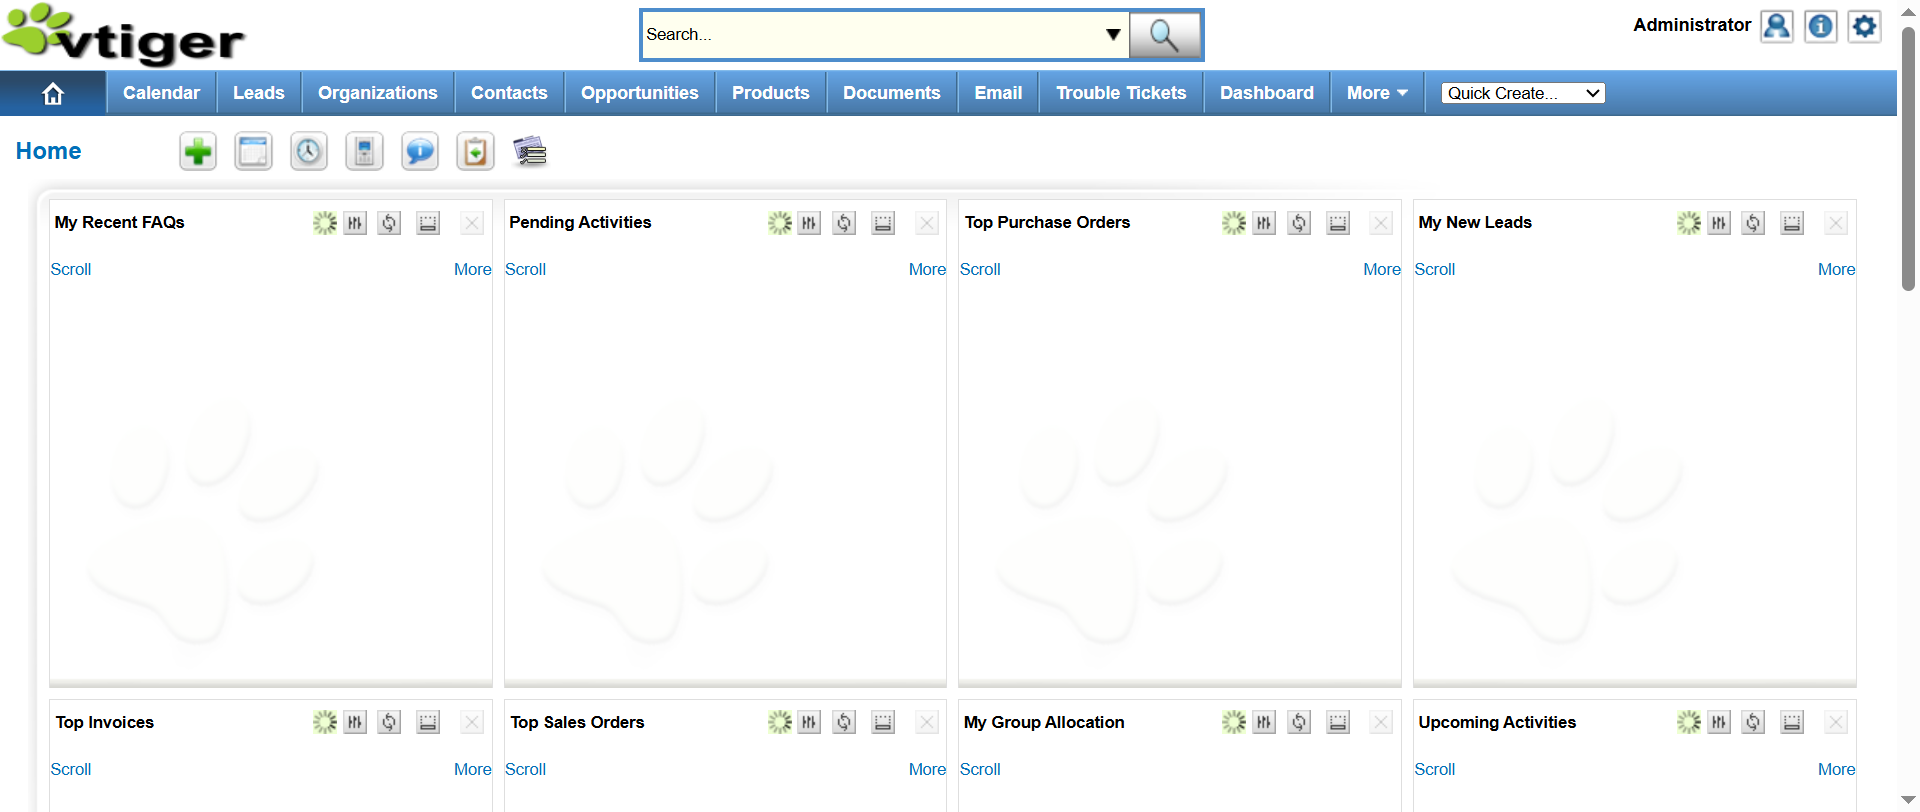 vtiger
Search...
Administrator
Calendar Leads Organizations Contacts Opportunities Products Documents Email Trouble Tickets Dashboard More Quick Create...
Home
My Recent FAQs Pending Activities Top Purchase Orders My New Leads
Scroll More Scroll More Scroll More Scroll More
Top Invoices Top Sales Orders My Group Allocation Upcoming Activities
Scroll More Scroll More Scroll Scroll More